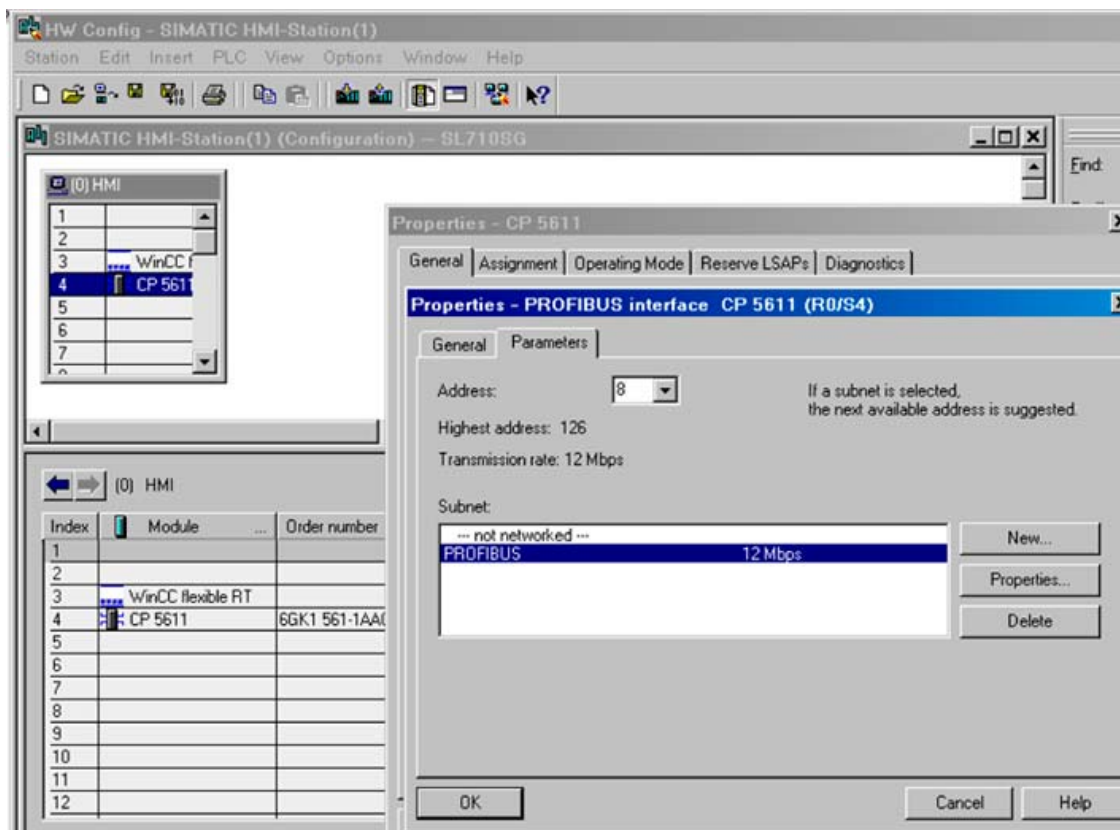 HW Config - SIMATIC HMI-Station(1)
Station Edit Insert PLC View Options Window Help
SIMATIC HMI-Station(1) (Configuration) -- SL710SG
Find:
(0) HMI
1
2
3 WinCC f
4 CP 5611
5
6
7
Properties - CP 5611
General Assignment Operating Mode Reserve LSAPs Diagnostics
Properties - PROFIBUS interface CP 5611 (R0/S4)
General Parameters
Address: 8
If a subnet is selected,
the next available address is suggested.
Highest address: 126
Transmission rate: 12 Mbps
Subnet:
--- not networked ---
PROFIBUS 12 Mbps
New...
Properties...
Delete
OK Cancel Help
(0) HMI
Index Module ... Order number
1
2
3 WinCC flexible RT
4 CP 5611 6GK1 561-1AA0
5
6
7
8
9
10
11
12